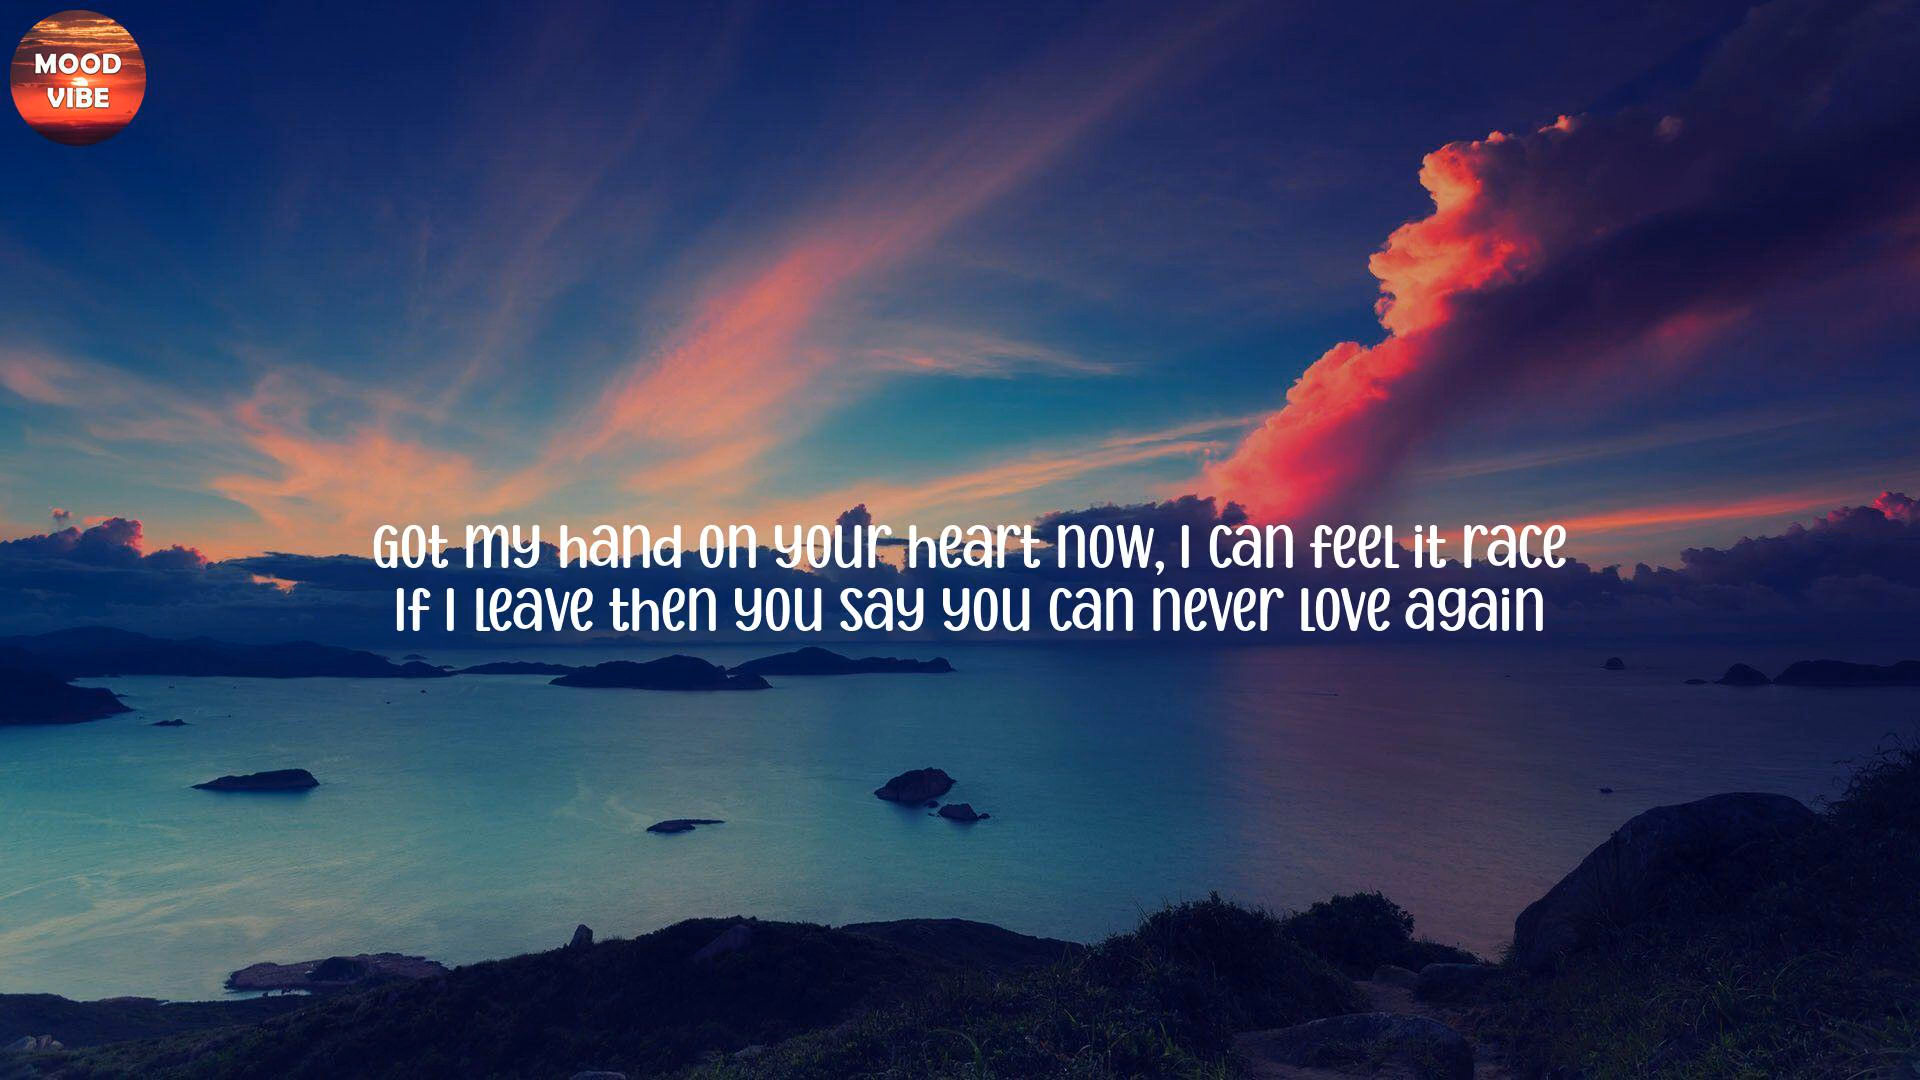 MOOD
VIBE
Got my hand on your heart now, I can feel it race
If I leave then you say you can never love again